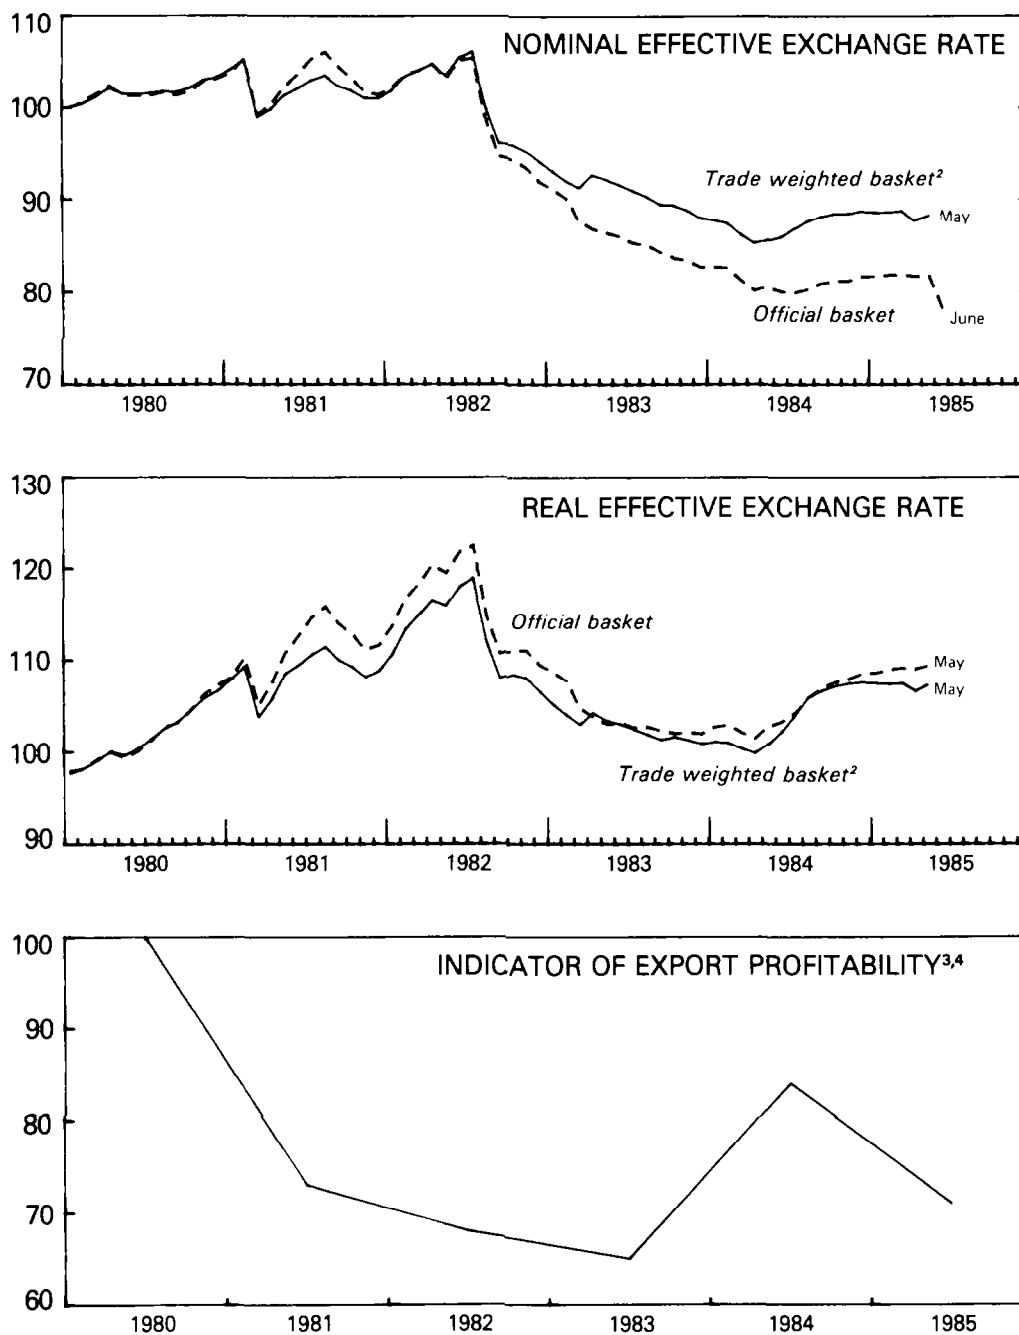 110
NOMINAL EFFECTIVE EXCHANGE RATE
100
Trade weighted basket²
90
May
80
Official basket
June
70
1980 1981 1982 1983 1984 1985
130
REAL EFFECTIVE EXCHANGE RATE
120
Official basket
110
May
May
100
Trade weighted basket²
90
1980 1981 1982 1983 1984 1985
100
INDICATOR OF EXPORT PROFITABILITY³,⁴
90
80
70
60
1980 1981 1982 1983 1984 1985